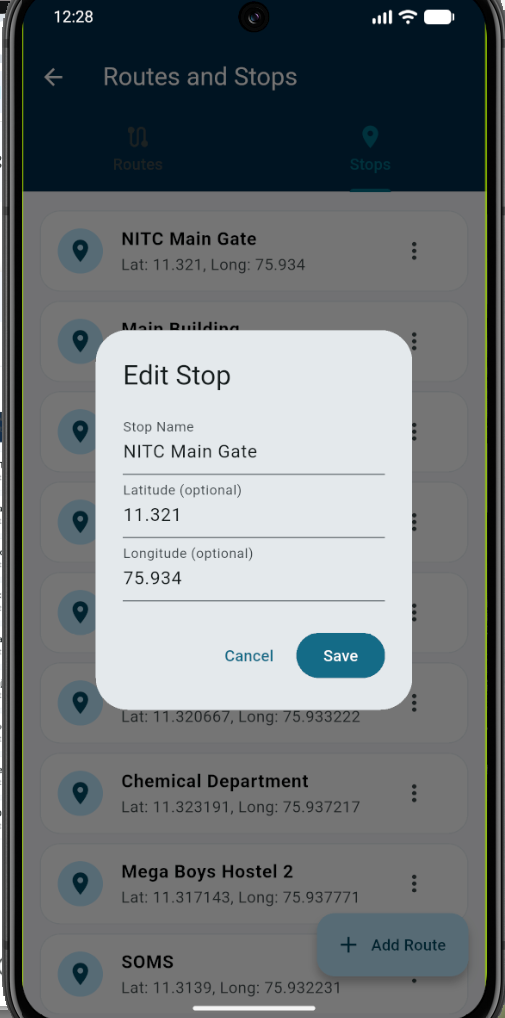 12:28
Routes and Stops
Routes
Stops
NITC Main Gate
Lat: 11.321, Long: 75.934
Main Building
Edit Stop
Stop Name
NITC Main Gate
Latitude (optional)
11.321
Longitude (optional)
75.934
Cancel
Save
Lat: 11.320667, Long: 75.933222
Chemical Department
Lat: 11.323191, Long: 75.937217
Mega Boys Hostel 2
Lat: 11.317143, Long: 75.937771
Add Route
SOMS
Lat: 11.3139, Long: 75.932231